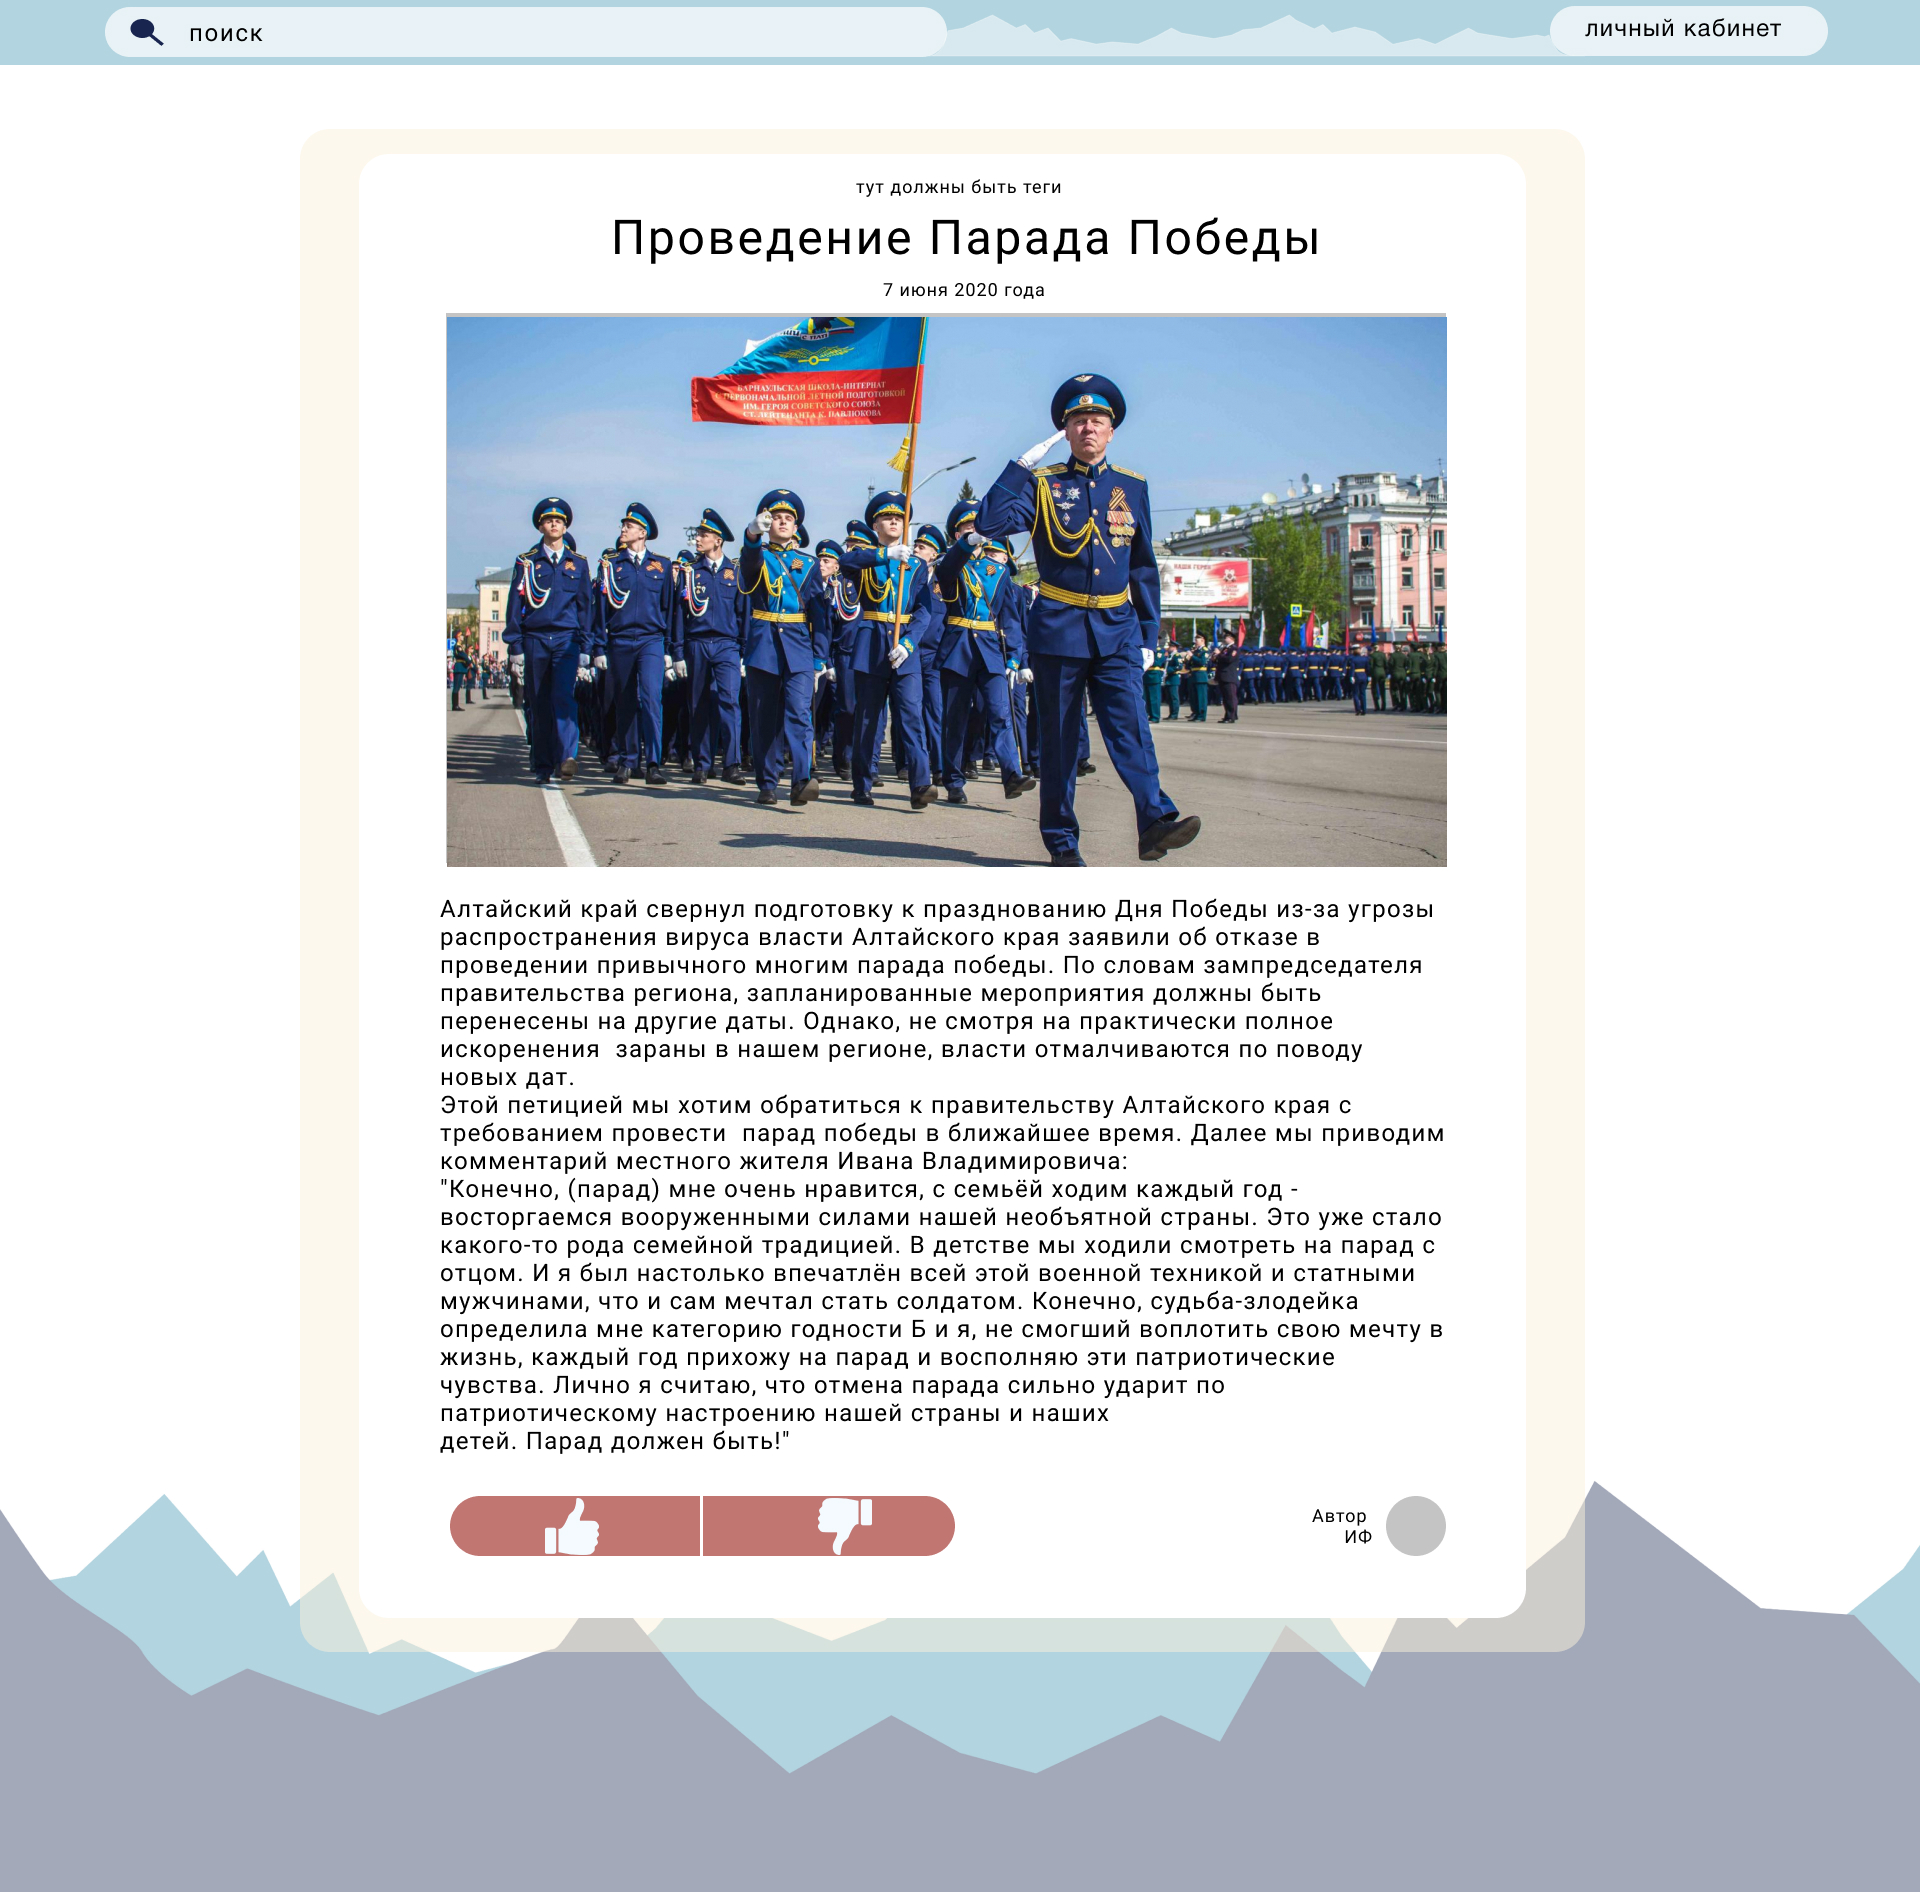 поиск
личный кабинет
тут должны быть теги
Проведение Парада Победы
7 июня 2020 года
БАРНАУЛЬСКАЯ ШКОЛА-ИНТЕРНАТ
С ПЕРВОНАЧАЛЬНОЙ ЛЕТНОЙ ПОДГОТОВКОЙ
ИМ. ГЕРОЯ СОВЕТСКОГО СОЮЗА
СТ. ЛЕЙТЕНАНТА К. ПАВЛЮКОВА
Алтайский край свернул подготовку к празднованию Дня Победы из-за угрозы
распространения вируса власти Алтайского края заявили об отказе в
проведении привычного многим парада победы. По словам зампредседателя
правительства региона, запланированные мероприятия должны быть
перенесены на другие даты. Однако, не смотря на практически полное
искоренения  зараны в нашем регионе, власти отмалчиваются по поводу
новых дат.
Этой петицией мы хотим обратиться к правительству Алтайского края с
требованием провести  парад победы в ближайшее время. Далее мы приводим
комментарий местного жителя Ивана Владимировича:
"Конечно, (парад) мне очень нравится, с семьёй ходим каждый год -
восторгаемся вооруженными силами нашей необъятной страны. Это уже стало
какого-то рода семейной традицией. В детстве мы ходили смотреть на парад с
отцом. И я был настолько впечатлён всей этой военной техникой и статными
мужчинами, что и сам мечтал стать солдатом. Конечно, судьба-злодейка
определила мне категорию годности Б и я, не смогший воплотить свою мечту в
жизнь, каждый год прихожу на парад и восполняю эти патриотические
чувства. Лично я считаю, что отмена парада сильно ударит по
патриотическому настроению нашей страны и наших
детей. Парад должен быть!"
Автор
ИФ